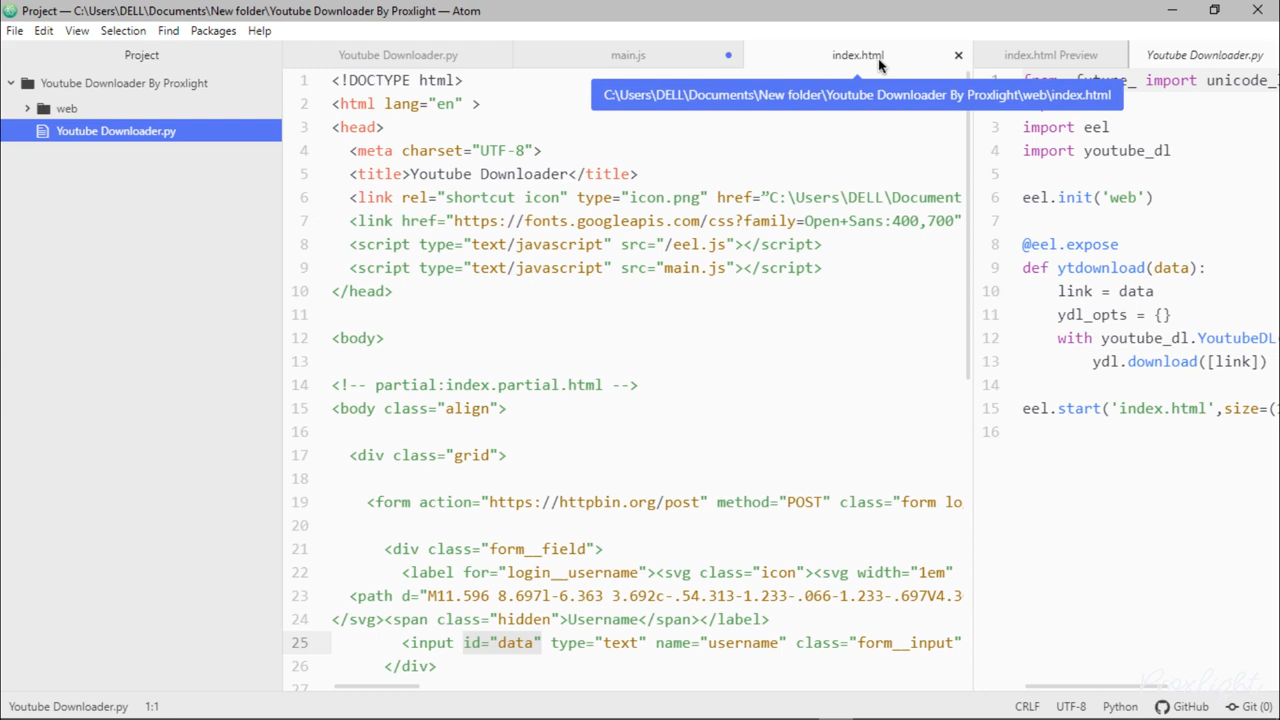 Project — C:\Users\DELL\Documents\New folder\Youtube Downloader By Proxlight — Atom
File Edit View Selection Find Packages Help
Project
Youtube Downloader By Proxlight
web
Youtube Downloader.py
Youtube Downloader.py main.js index.html
C:\Users\DELL\Documents\New folder\Youtube Downloader By Proxlight\web\index.html
1 <!DOCTYPE html>
2 <html lang="en" >
3 <head>
4 <meta charset="UTF-8">
5 <title>Youtube Downloader</title>
6 <link rel="shortcut icon" type="icon.png" href=”C:\Users\DELL\Document
7 <link href="https://fonts.googleapis.com/css?family=Open+Sans:400,700"
8 <script type="text/javascript" src="/eel.js"></script>
9 <script type="text/javascript" src="main.js"></script>
10 </head>
11
12 <body>
13
14 <!-- partial:index.partial.html -->
15 <body class="align">
16
17 <div class="grid">
18
19 <form action="https://httpbin.org/post" method="POST" class="form lo
20
21 <div class="form__field">
22 <label for="login__username"><svg class="icon"><svg width="1em"
23 <path d="M11.596 8.697l-6.363 3.692c-.54.313-1.233-.066-1.233-.697V4.3
24 </svg><span class="hidden">Username</span></label>
25 <input id="data" type="text" name="username" class="form__input"
26 </div>
27
index.html Preview Youtube Downloader.py
1 import unicode_
3 import eel
4 import youtube_dl
5
6 eel.init('web')
7
8 @eel.expose
9 def ytdownload(data):
10 link = data
11 ydl_opts = {}
12 with youtube_dl.YoutubeDL
13 ydl.download([link])
14
15 eel.start('index.html',size=(
16
Proxlight
Youtube Downloader.py 1:1 CRLF UTF-8 Python GitHub Git (0)